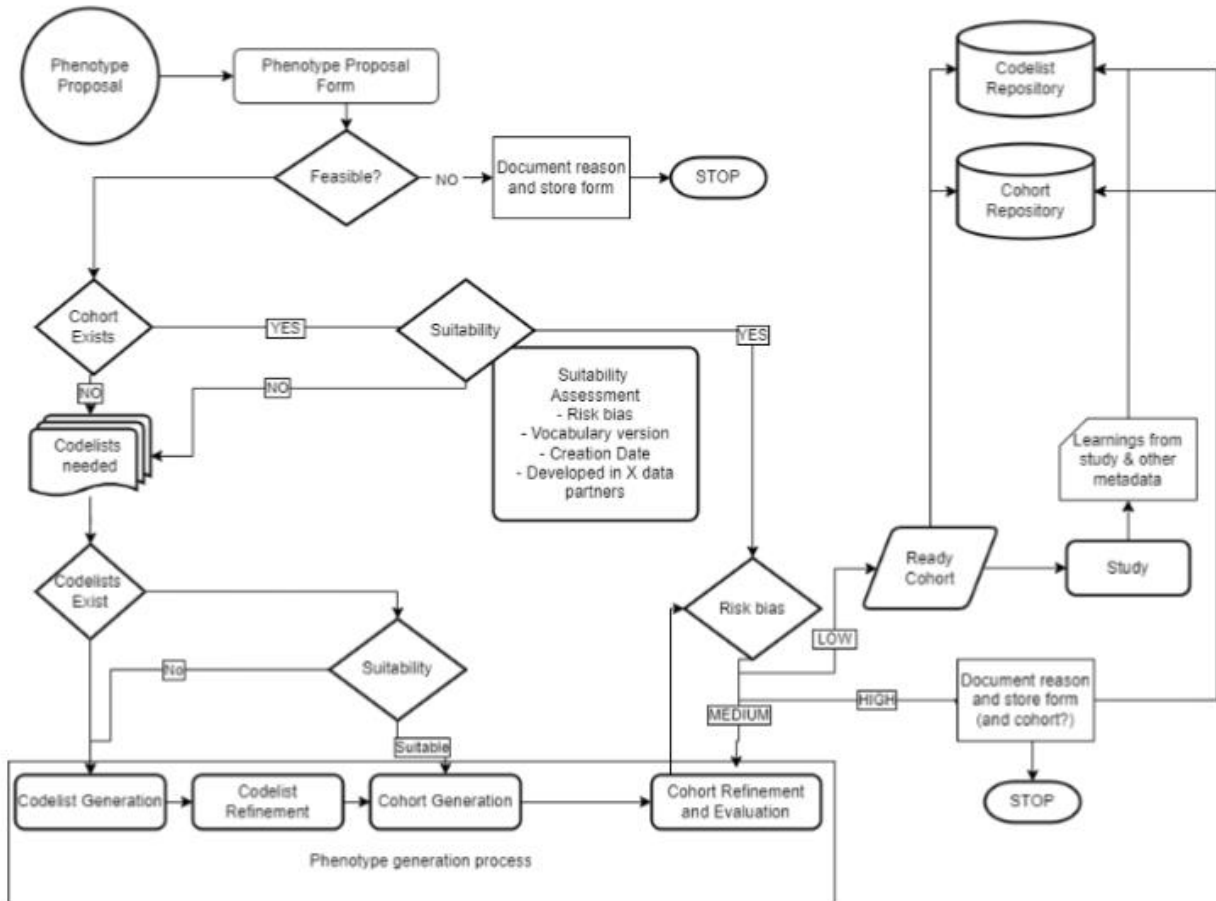 Phenotype
Proposal
Phenotype Proposal
Form
Codelist
Repository
Feasible?
NO
Document reason
and store form
STOP
Cohort
Repository
Cohort
Exists
YES
Suitability
YES
NO
NO
Suitability
Assessment
- Risk bias
- Vocabulary version
- Creation Date
- Developed in X data
partners
Codelists
needed
Learnings from
study & other
metadata
Codelists
Exist
Ready
Cohort
Study
Risk bias
LOW
Suitability
No
HIGH
MEDIUM
Document reason
and store form
(and cohort?)
Suitable
STOP
Codelist Generation
Codelist
Refinement
Cohort Generation
Cohort Refinement
and Evaluation
Phenotype generation process